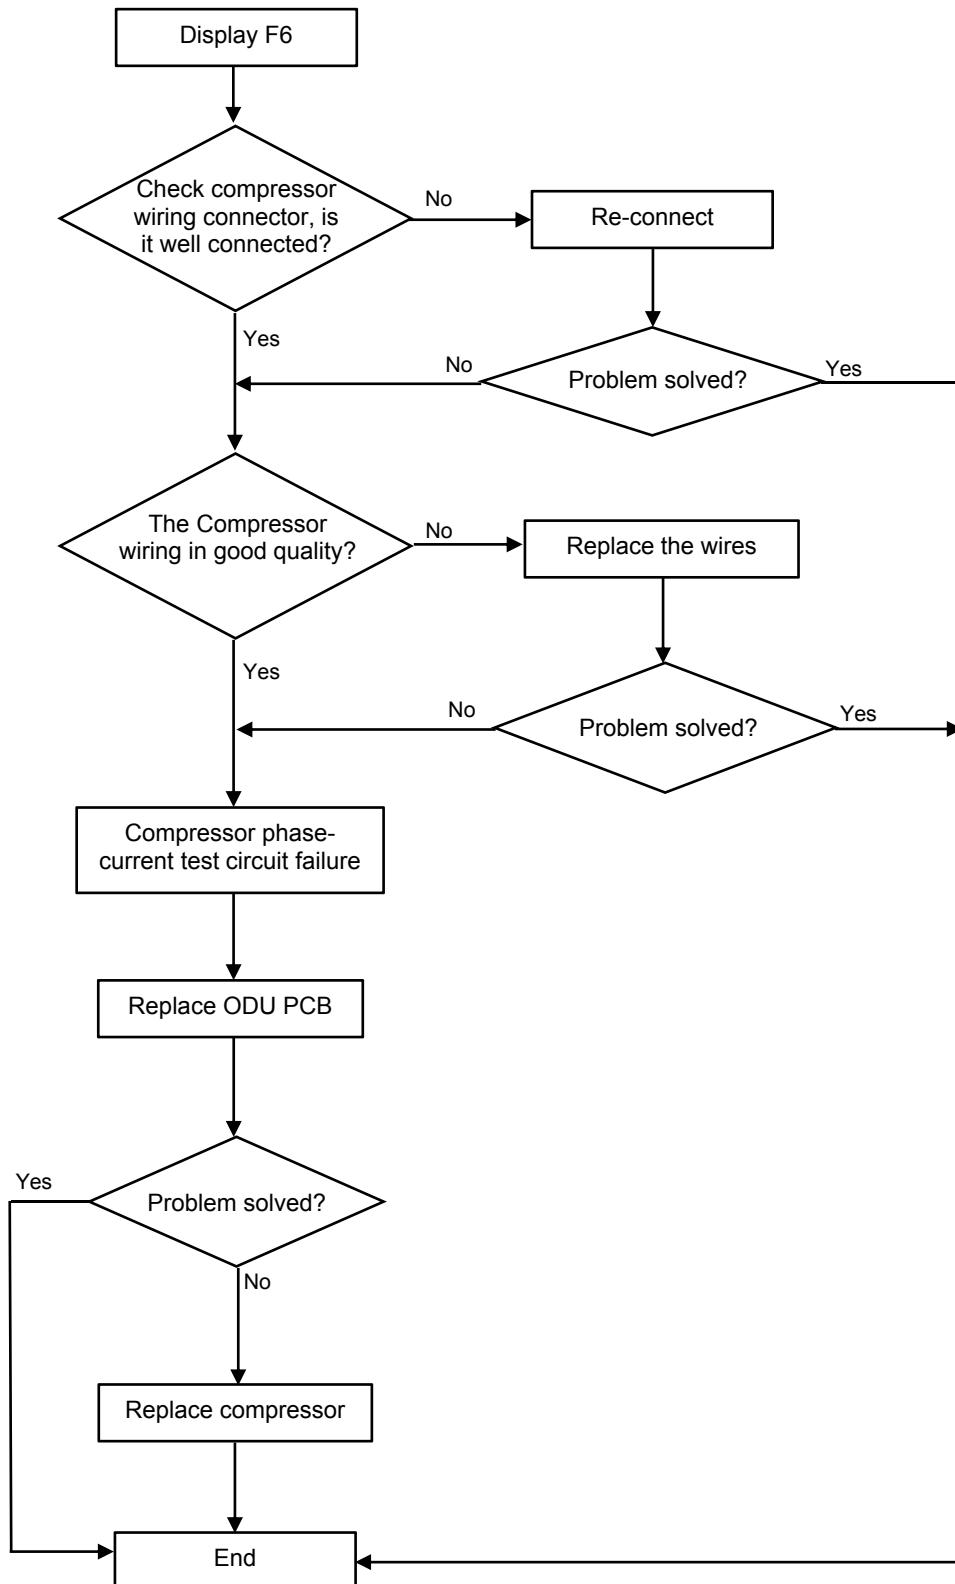 Display F6
Check compressor
wiring connector, is
it well connected?
No
Re-connect
Yes
No
Problem solved?
Yes
The Compressor
wiring in good quality?
No
Replace the wires
Yes
No
Problem solved?
Yes
Compressor phase-
current test circuit failure
Replace ODU PCB
Yes
Problem solved?
No
Replace compressor
End